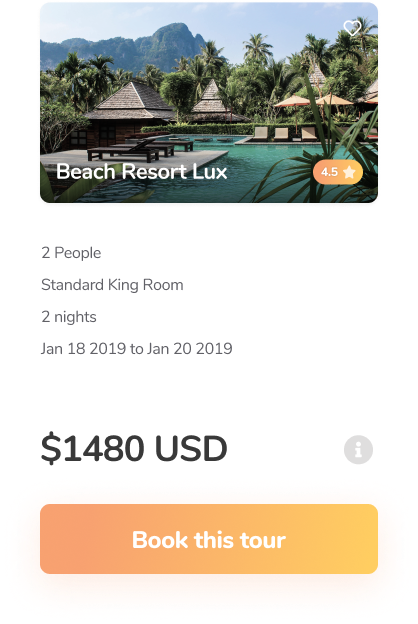 Beach Resort Lux
4.5
2 People
Standard King Room
2 nights
Jan 18 2019 to Jan 20 2019
$1480 USD
Book this tour